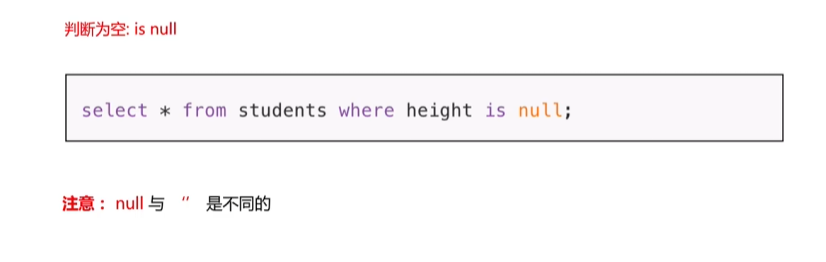 判断为空: is null
select * from students where height is null;
注意： null 与 ’’ 是不同的